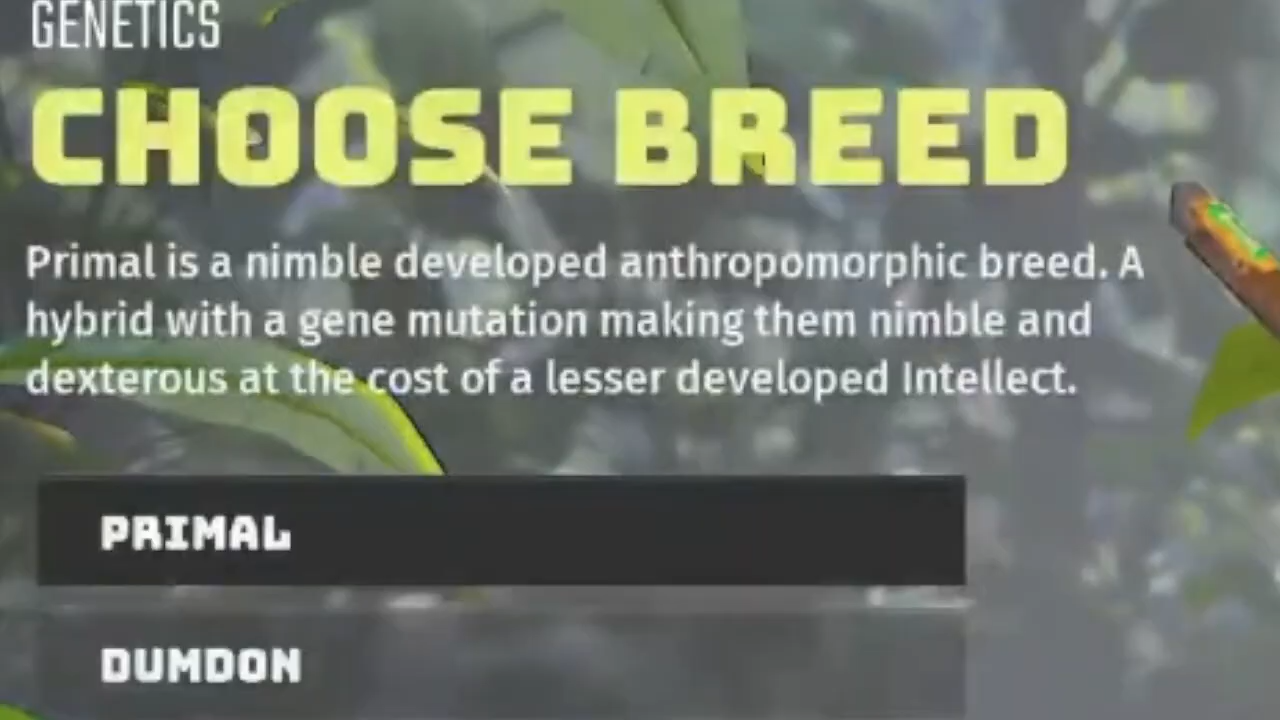 GENETICS
CHOOSE BREED
Primal is a nimble developed anthropomorphic breed. A
hybrid with a gene mutation making them nimble and
dexterous at the cost of a lesser developed Intellect.
PRIMAL
DUMDON